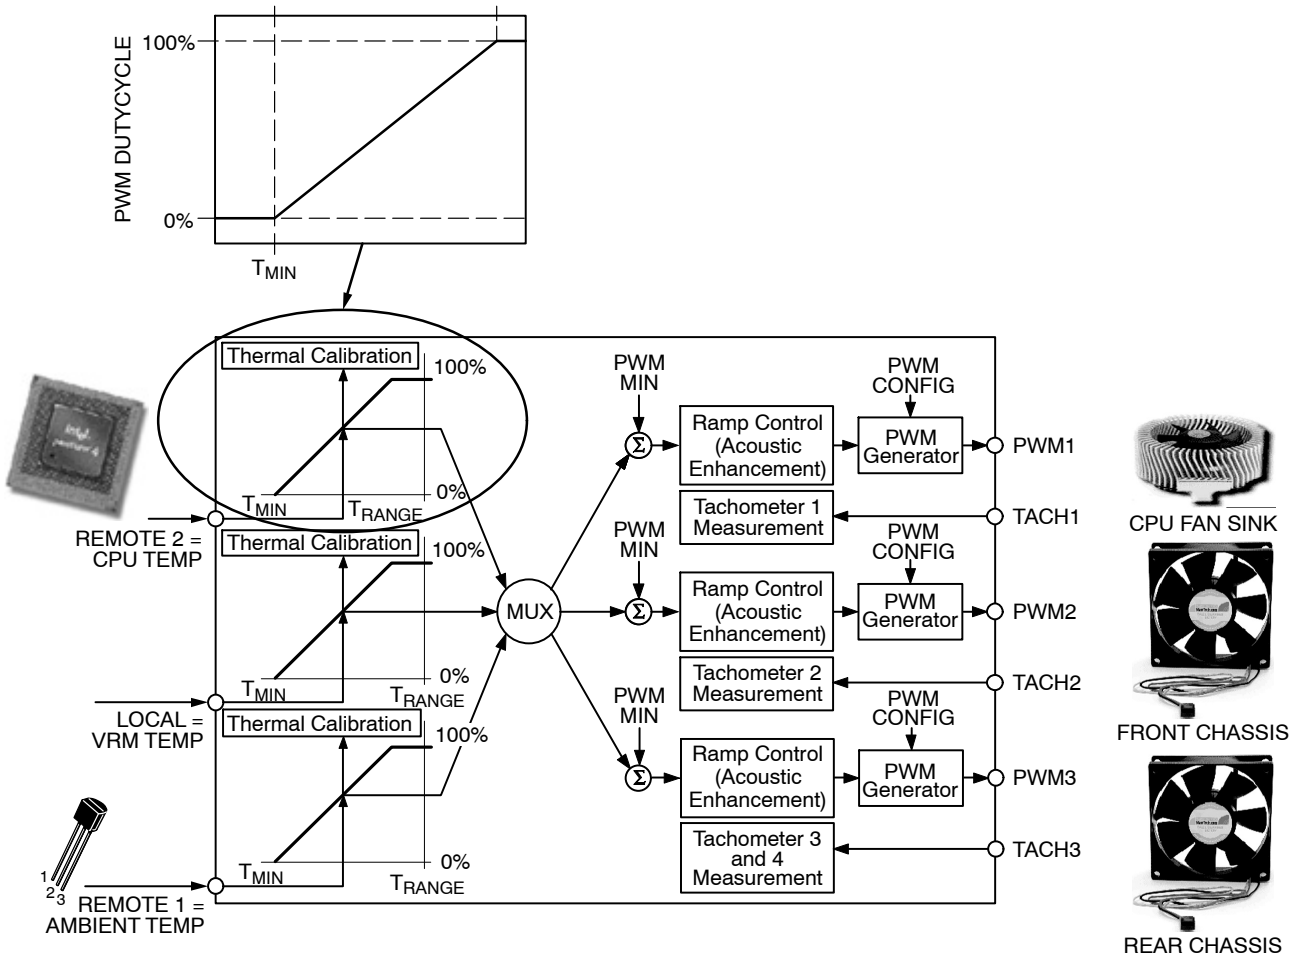 PWM DUTYCYCLE
100%
0%
TMIN
Thermal Calibration
100%
0%
TMIN
TRANGE
REMOTE 2 =
CPU TEMP
Thermal Calibration
100%
0%
TMIN
TRANGE
LOCAL =
VRM TEMP
Thermal Calibration
100%
0%
TMIN
TRANGE
1
2
3
REMOTE 1 =
AMBIENT TEMP
MUX
PWM
MIN
Σ
Ramp Control
(Acoustic
Enhancement)
PWM
CONFIG
PWM
Generator
PWM1
Tachometer 1
Measurement
TACH1
PWM
MIN
Σ
Ramp Control
(Acoustic
Enhancement)
PWM
CONFIG
PWM
Generator
PWM2
Tachometer 2
Measurement
TACH2
PWM
MIN
Σ
Ramp Control
(Acoustic
Enhancement)
PWM
CONFIG
PWM
Generator
PWM3
Tachometer 3
and 4
Measurement
TACH3
CPU FAN SINK
FRONT CHASSIS
REAR CHASSIS
intel
pentium 4